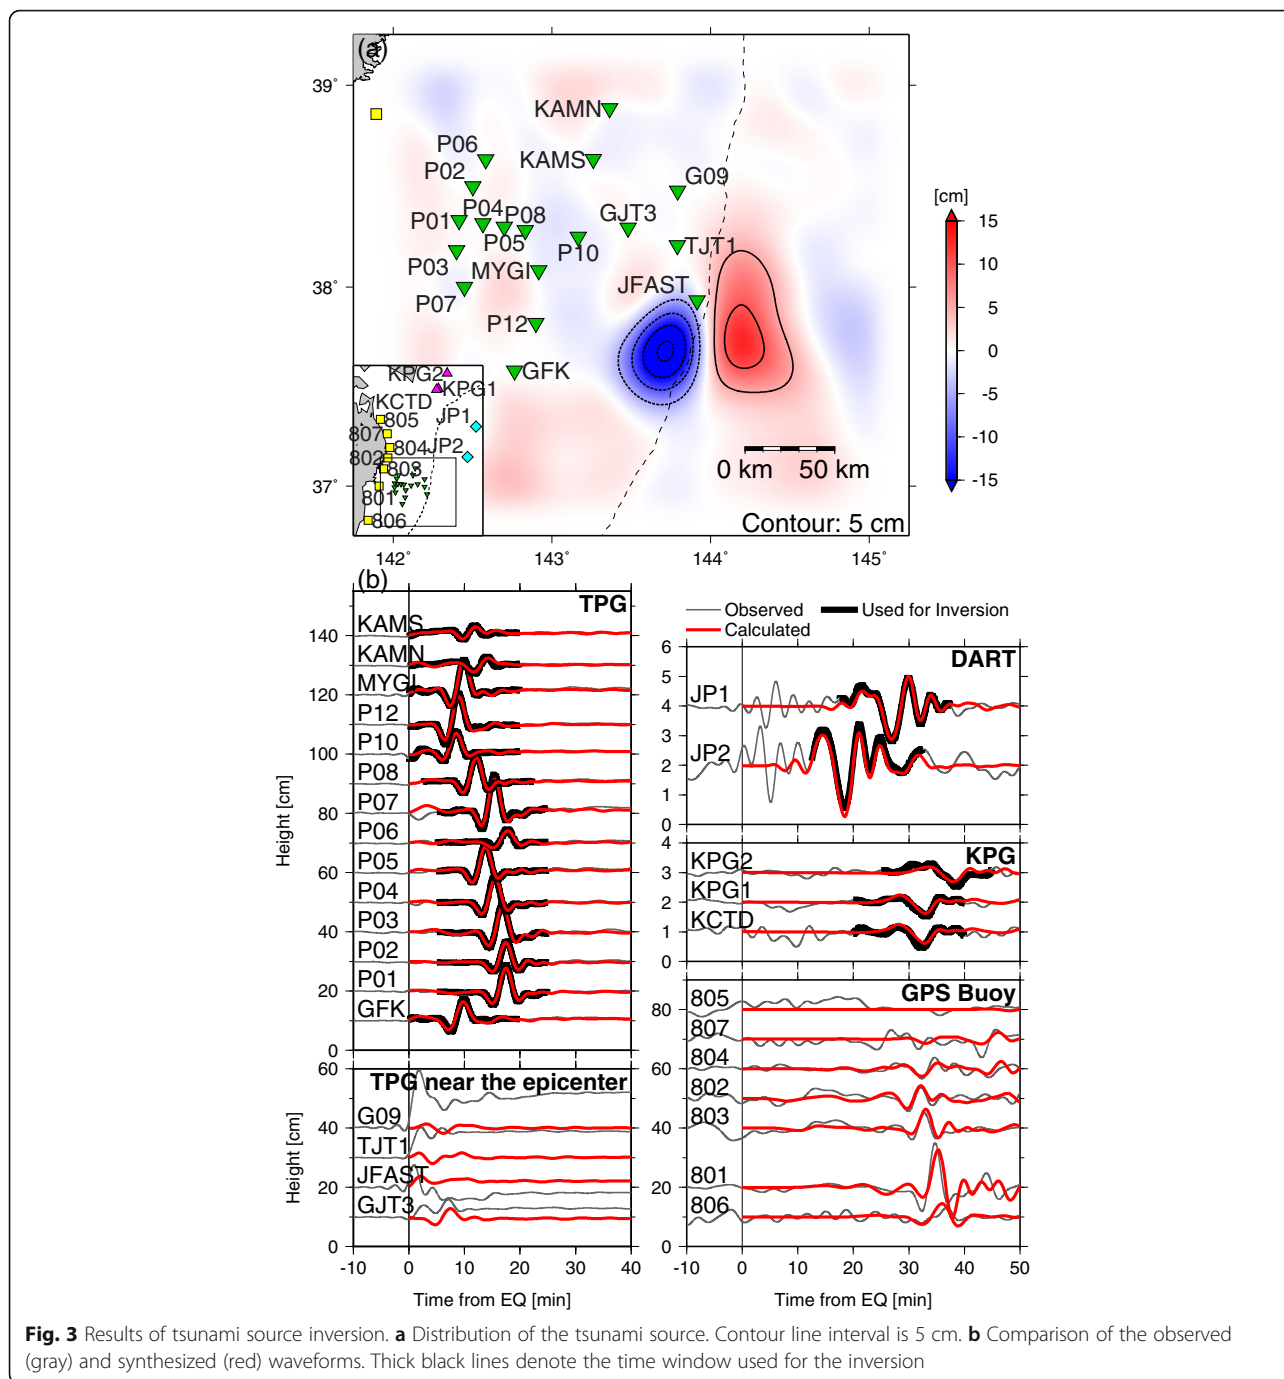 (a)
39°
38°
37°
142°
143°
144°
145°
KAMN
P06
KAMS
P02
G09
P04
P01
P08
GJT3
P05
TJT1
P10
P03
MYGI
JFAST
P07
P12
GFK
KPG2
KPG1
KCTD
JP1
805
807
804
JP2
802
803
801
806
0 km 50 km
Contour: 5 cm
[cm]
15
10
5
0
-5
-10
-15
(b)
TPG
KAMS
KAMN
MYGI
P12
P10
P08
P07
P06
P05
P04
P03
P02
P01
GFK
140
120
100
80
60
40
20
0
Height [cm]
TPG near the epicenter
G09
TJT1
JFAST
GJT3
60
40
20
0
Height [cm]
-10 0 10 20 30 40
Time from EQ [min]
Observed
Used for Inversion
Calculated
DART
JP1
JP2
6
5
4
3
2
1
0
KPG
KPG2
KPG1
KCTD
4
3
2
1
0
GPS Buoy
805
807
804
802
803
801
806
80
60
40
20
0
-10 0 10 20 30 40 50
Time from EQ [min]
Fig. 3 Results of tsunami source inversion. a Distribution of the tsunami source. Contour line interval is 5 cm. b Comparison of the observed
(gray) and synthesized (red) waveforms. Thick black lines denote the time window used for the inversion